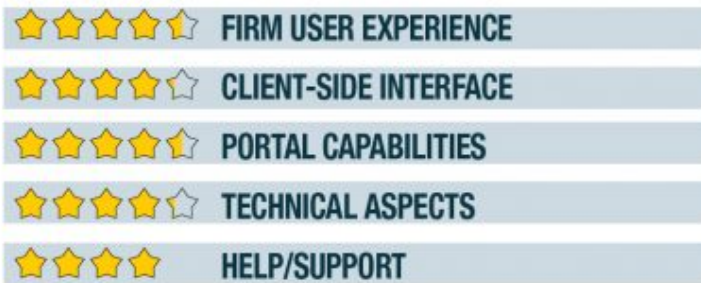 FIRM USER EXPERIENCE
CLIENT-SIDE INTERFACE
PORTAL CAPABILITIES
TECHNICAL ASPECTS
HELP/SUPPORT